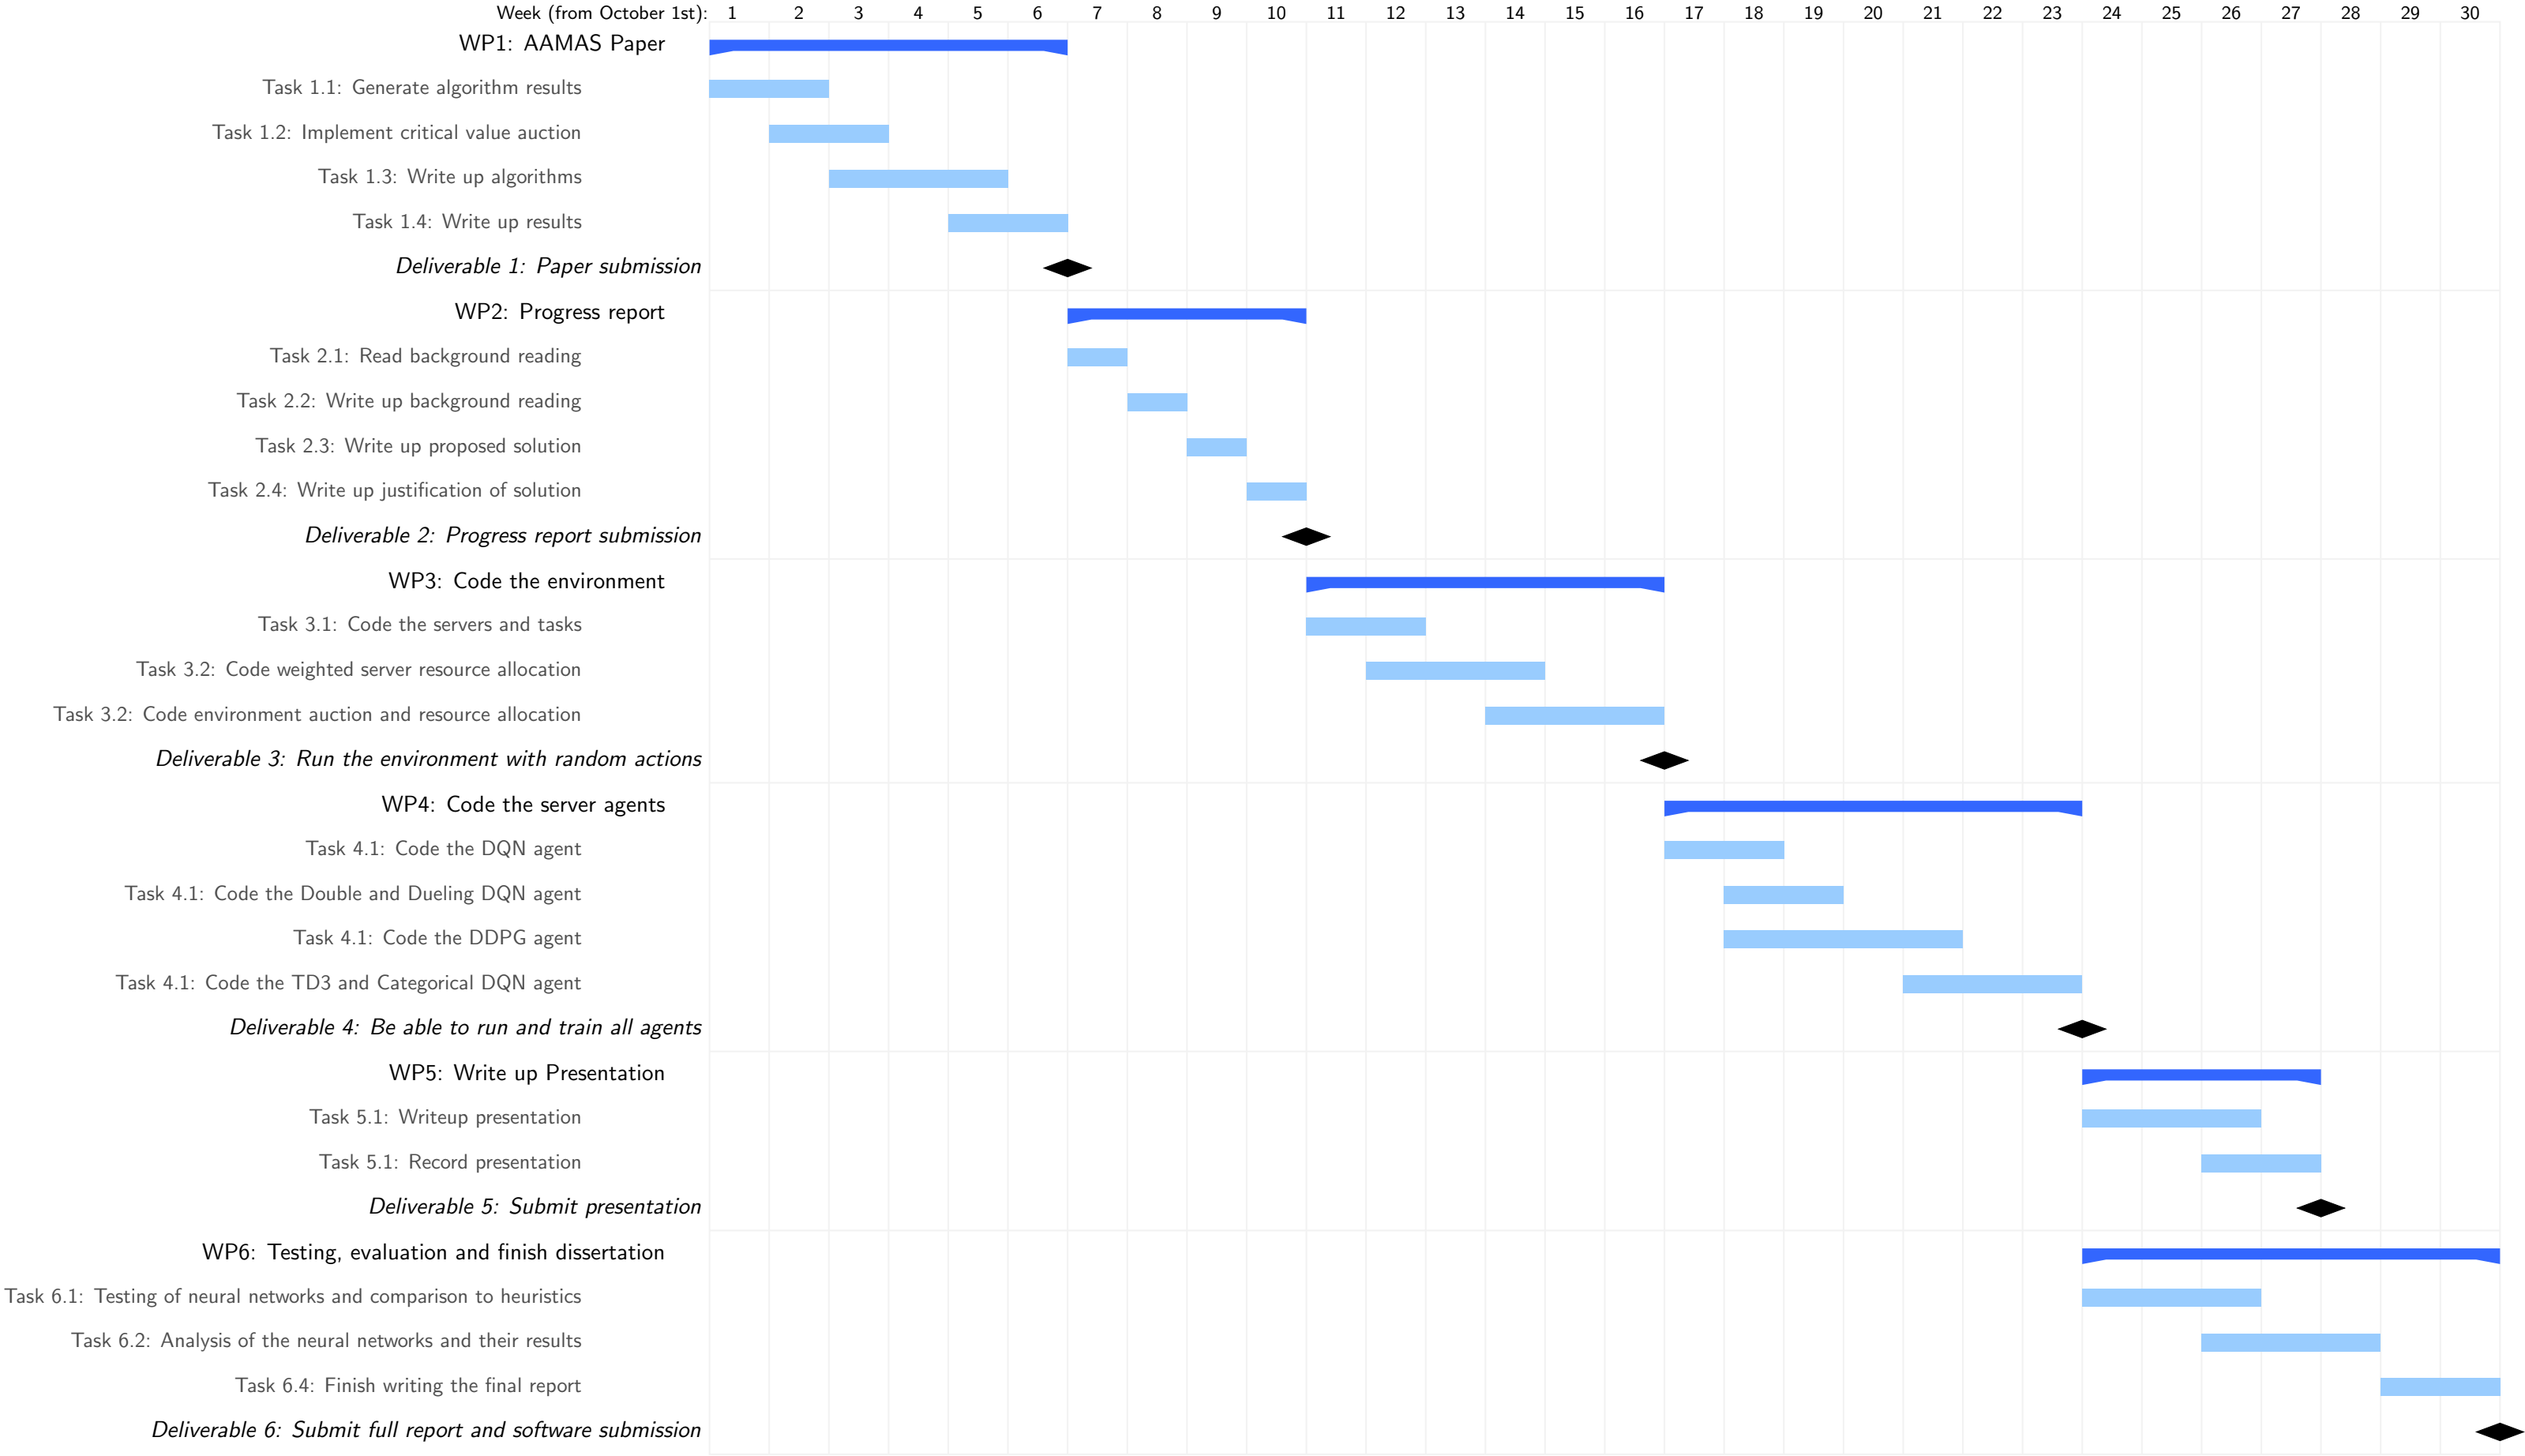 Week (from October 1st): 1 2 3 4 5 6 7 8 9 10 11 12 13 14 15 16 17 18 19 20 21 22 23 24 25 26 27 28 29 30
WP1: AAMAS Paper
Task 1.1: Generate algorithm results
Task 1.2: Implement critical value auction
Task 1.3: Write up algorithms
Task 1.4: Write up results
Deliverable 1: Paper submission
WP2: Progress report
Task 2.1: Read background reading
Task 2.2: Write up background reading
Task 2.3: Write up proposed solution
Task 2.4: Write up justification of solution
Deliverable 2: Progress report submission
WP3: Code the environment
Task 3.1: Code the servers and tasks
Task 3.2: Code weighted server resource allocation
Task 3.2: Code environment auction and resource allocation
Deliverable 3: Run the environment with random actions
WP4: Code the server agents
Task 4.1: Code the DQN agent
Task 4.1: Code the Double and Dueling DQN agent
Task 4.1: Code the DDPG agent
Task 4.1: Code the TD3 and Categorical DQN agent
Deliverable 4: Be able to run and train all agents
WP5: Write up Presentation
Task 5.1: Writeup presentation
Task 5.1: Record presentation
Deliverable 5: Submit presentation
WP6: Testing, evaluation and finish dissertation
Task 6.1: Testing of neural networks and comparison to heuristics
Task 6.2: Analysis of the neural networks and their results
Task 6.4: Finish writing the final report
Deliverable 6: Submit full report and software submission